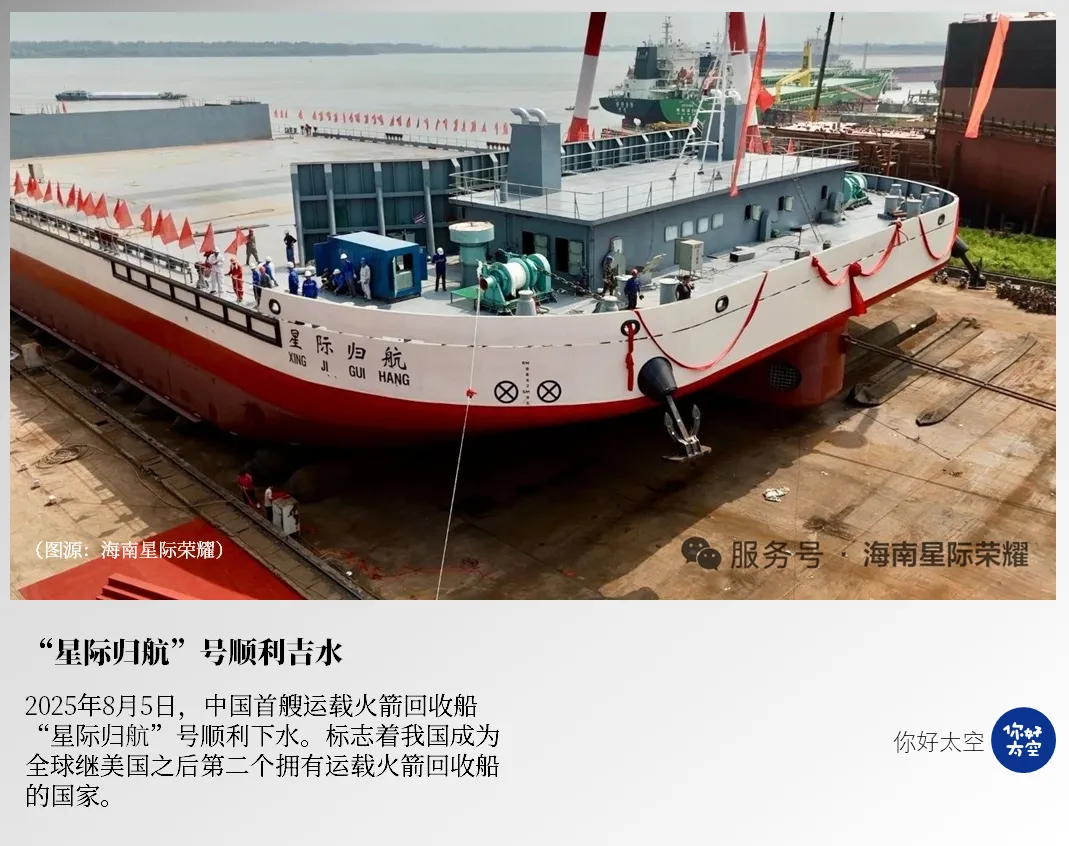 星际归航
XING JI GUI HANG
（图源：海南星际荣耀）
服务号 · 海南星际荣耀
“星际归航”号顺利吉水
2025年8月5日，中国首艘运载火箭回收船
“星际归航”号顺利下水。标志着我国成为
全球继美国之后第二个拥有运载火箭回收船
的国家。
你好太空
你好
太空